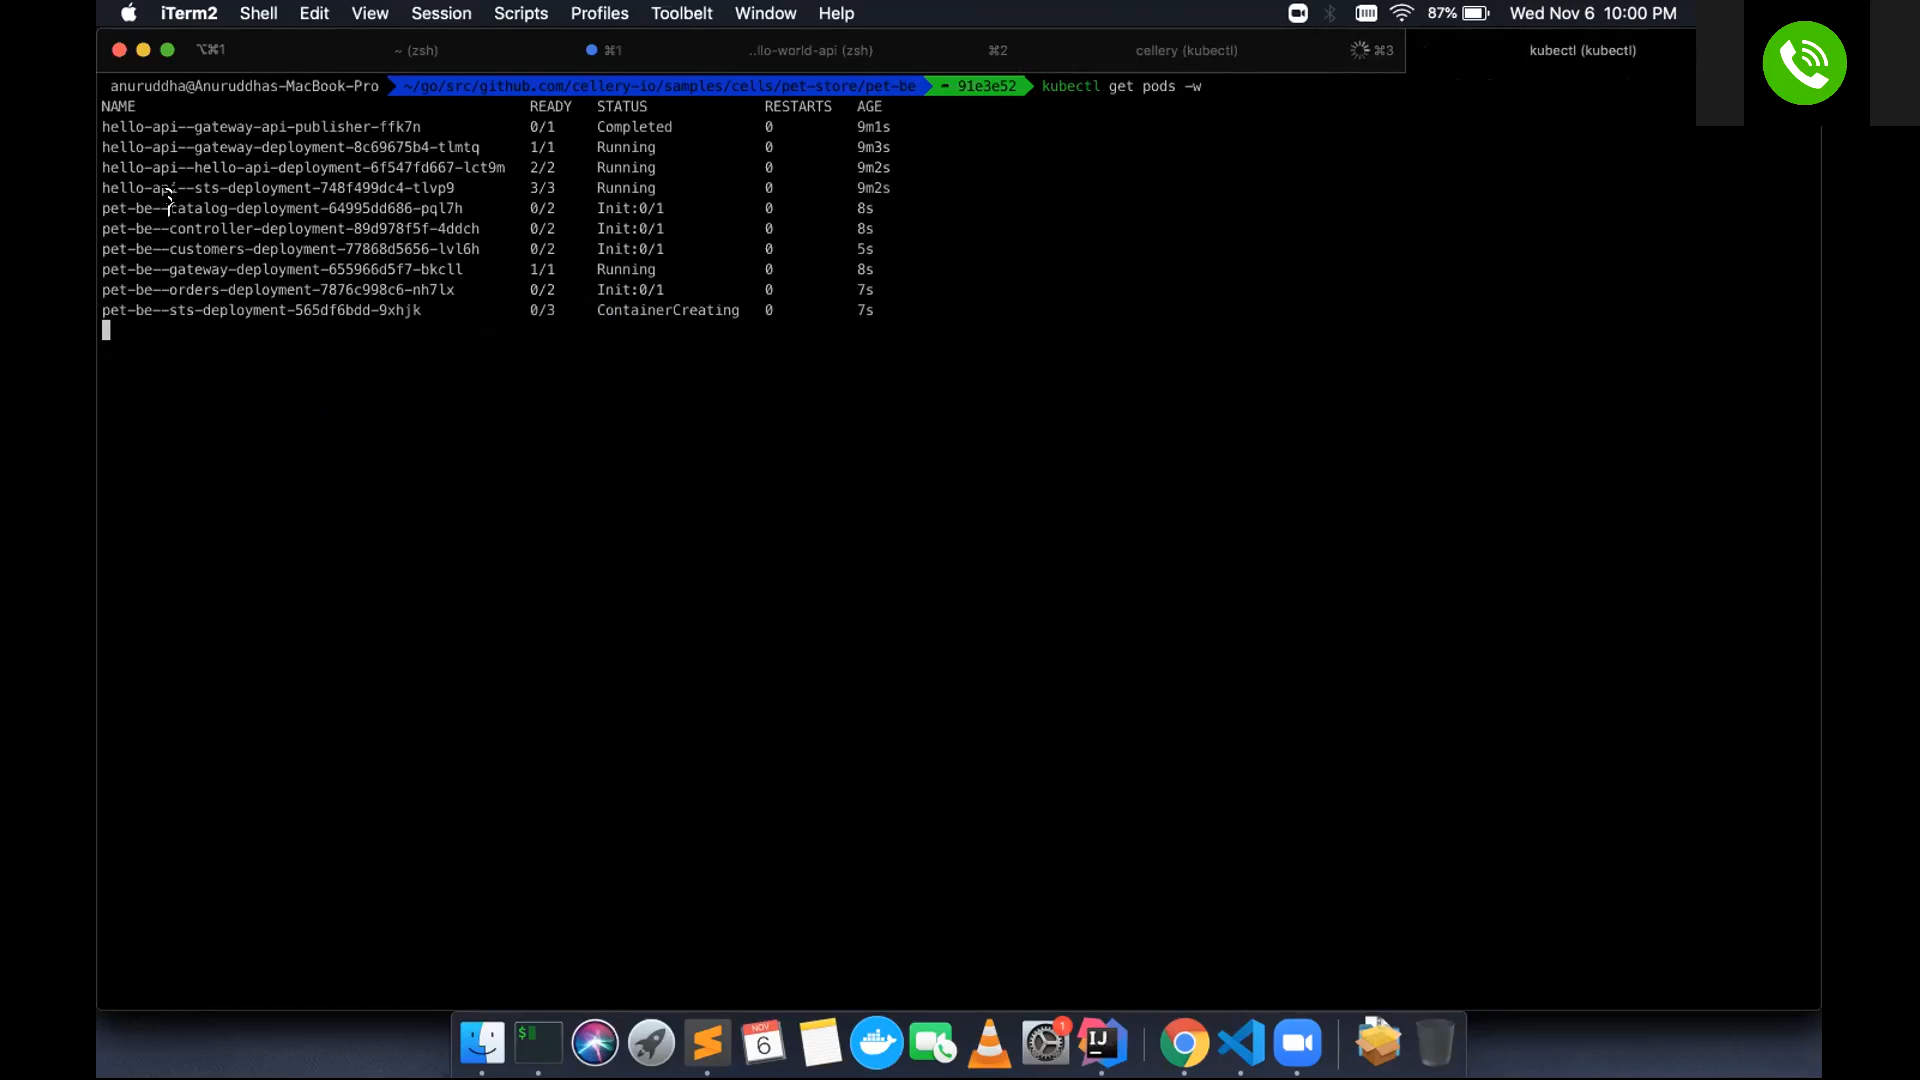 iTerm2 Shell Edit View Session Scripts Profiles Toolbelt Window Help 87% Wed Nov 6 10:00 PM
⌥⌘1 ~ (zsh) ⌘1 ..llo-world-api (zsh) ⌘2 cellery (kubectl) ⌘3 kubectl (kubectl)
anuruddha@Anuruddhas-MacBook-Pro ~/go/src/github.com/cellery-io/samples/cells/pet-store/pet-be 91e3e52 kubectl get pods -w
NAME READY STATUS RESTARTS AGE
hello-api--gateway-api-publisher-ffk7n 0/1 Completed 0 9m1s
hello-api--gateway-deployment-8c69675b4-tlmtq 1/1 Running 0 9m3s
hello-api--hello-api-deployment-6f547fd667-lct9m 2/2 Running 0 9m2s
hello-api--sts-deployment-748f499dc4-tlvp9 3/3 Running 0 9m2s
pet-be--catalog-deployment-64995dd686-pql7h 0/2 Init:0/1 0 8s
pet-be--controller-deployment-89d978f5f-4ddch 0/2 Init:0/1 0 8s
pet-be--customers-deployment-77868d5656-lvl6h 0/2 Init:0/1 0 5s
pet-be--gateway-deployment-655966d5f7-bkcll 1/1 Running 0 8s
pet-be--orders-deployment-7876c998c6-nh7lx 0/2 Init:0/1 0 7s
pet-be--sts-deployment-565df6bdd-9xhjk 0/3 ContainerCreating 0 7s
$ NOV 6 1 IJ